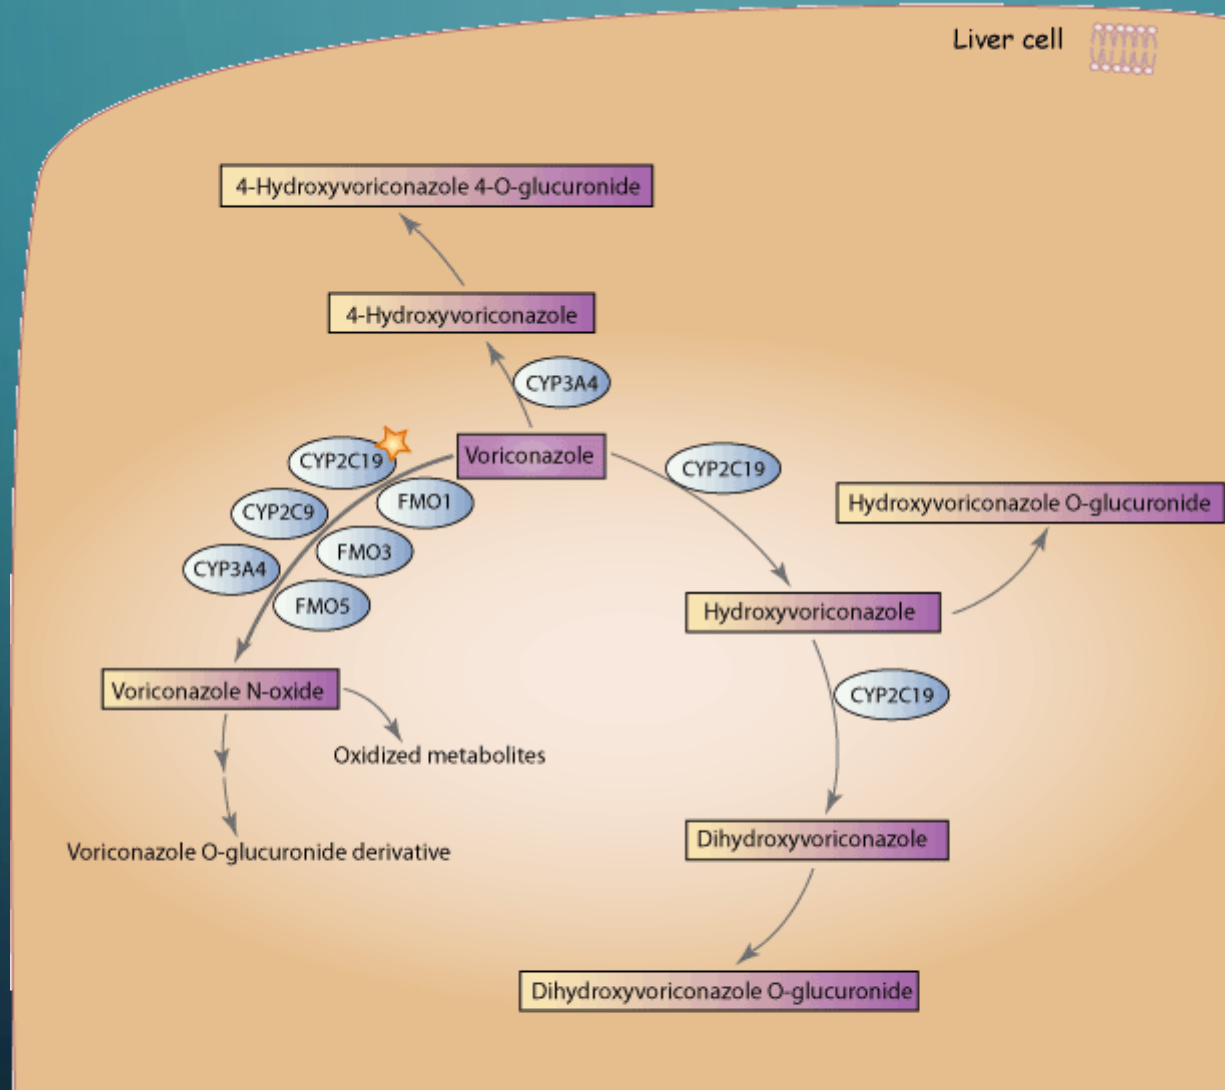 Liver cell
4-Hydroxyvoriconazole 4-O-glucuronide
4-Hydroxyvoriconazole
CYP3A4
Voriconazole
CYP2C19
CYP2C19
FMO1
CYP2C9
FMO3
CYP3A4
FMO5
Hydroxyvoriconazole O-glucuronide
Hydroxyvoriconazole
Voriconazole N-oxide
CYP2C19
Oxidized metabolites
Dihydroxyvoriconazole
Voriconazole O-glucuronide derivative
Dihydroxyvoriconazole O-glucuronide